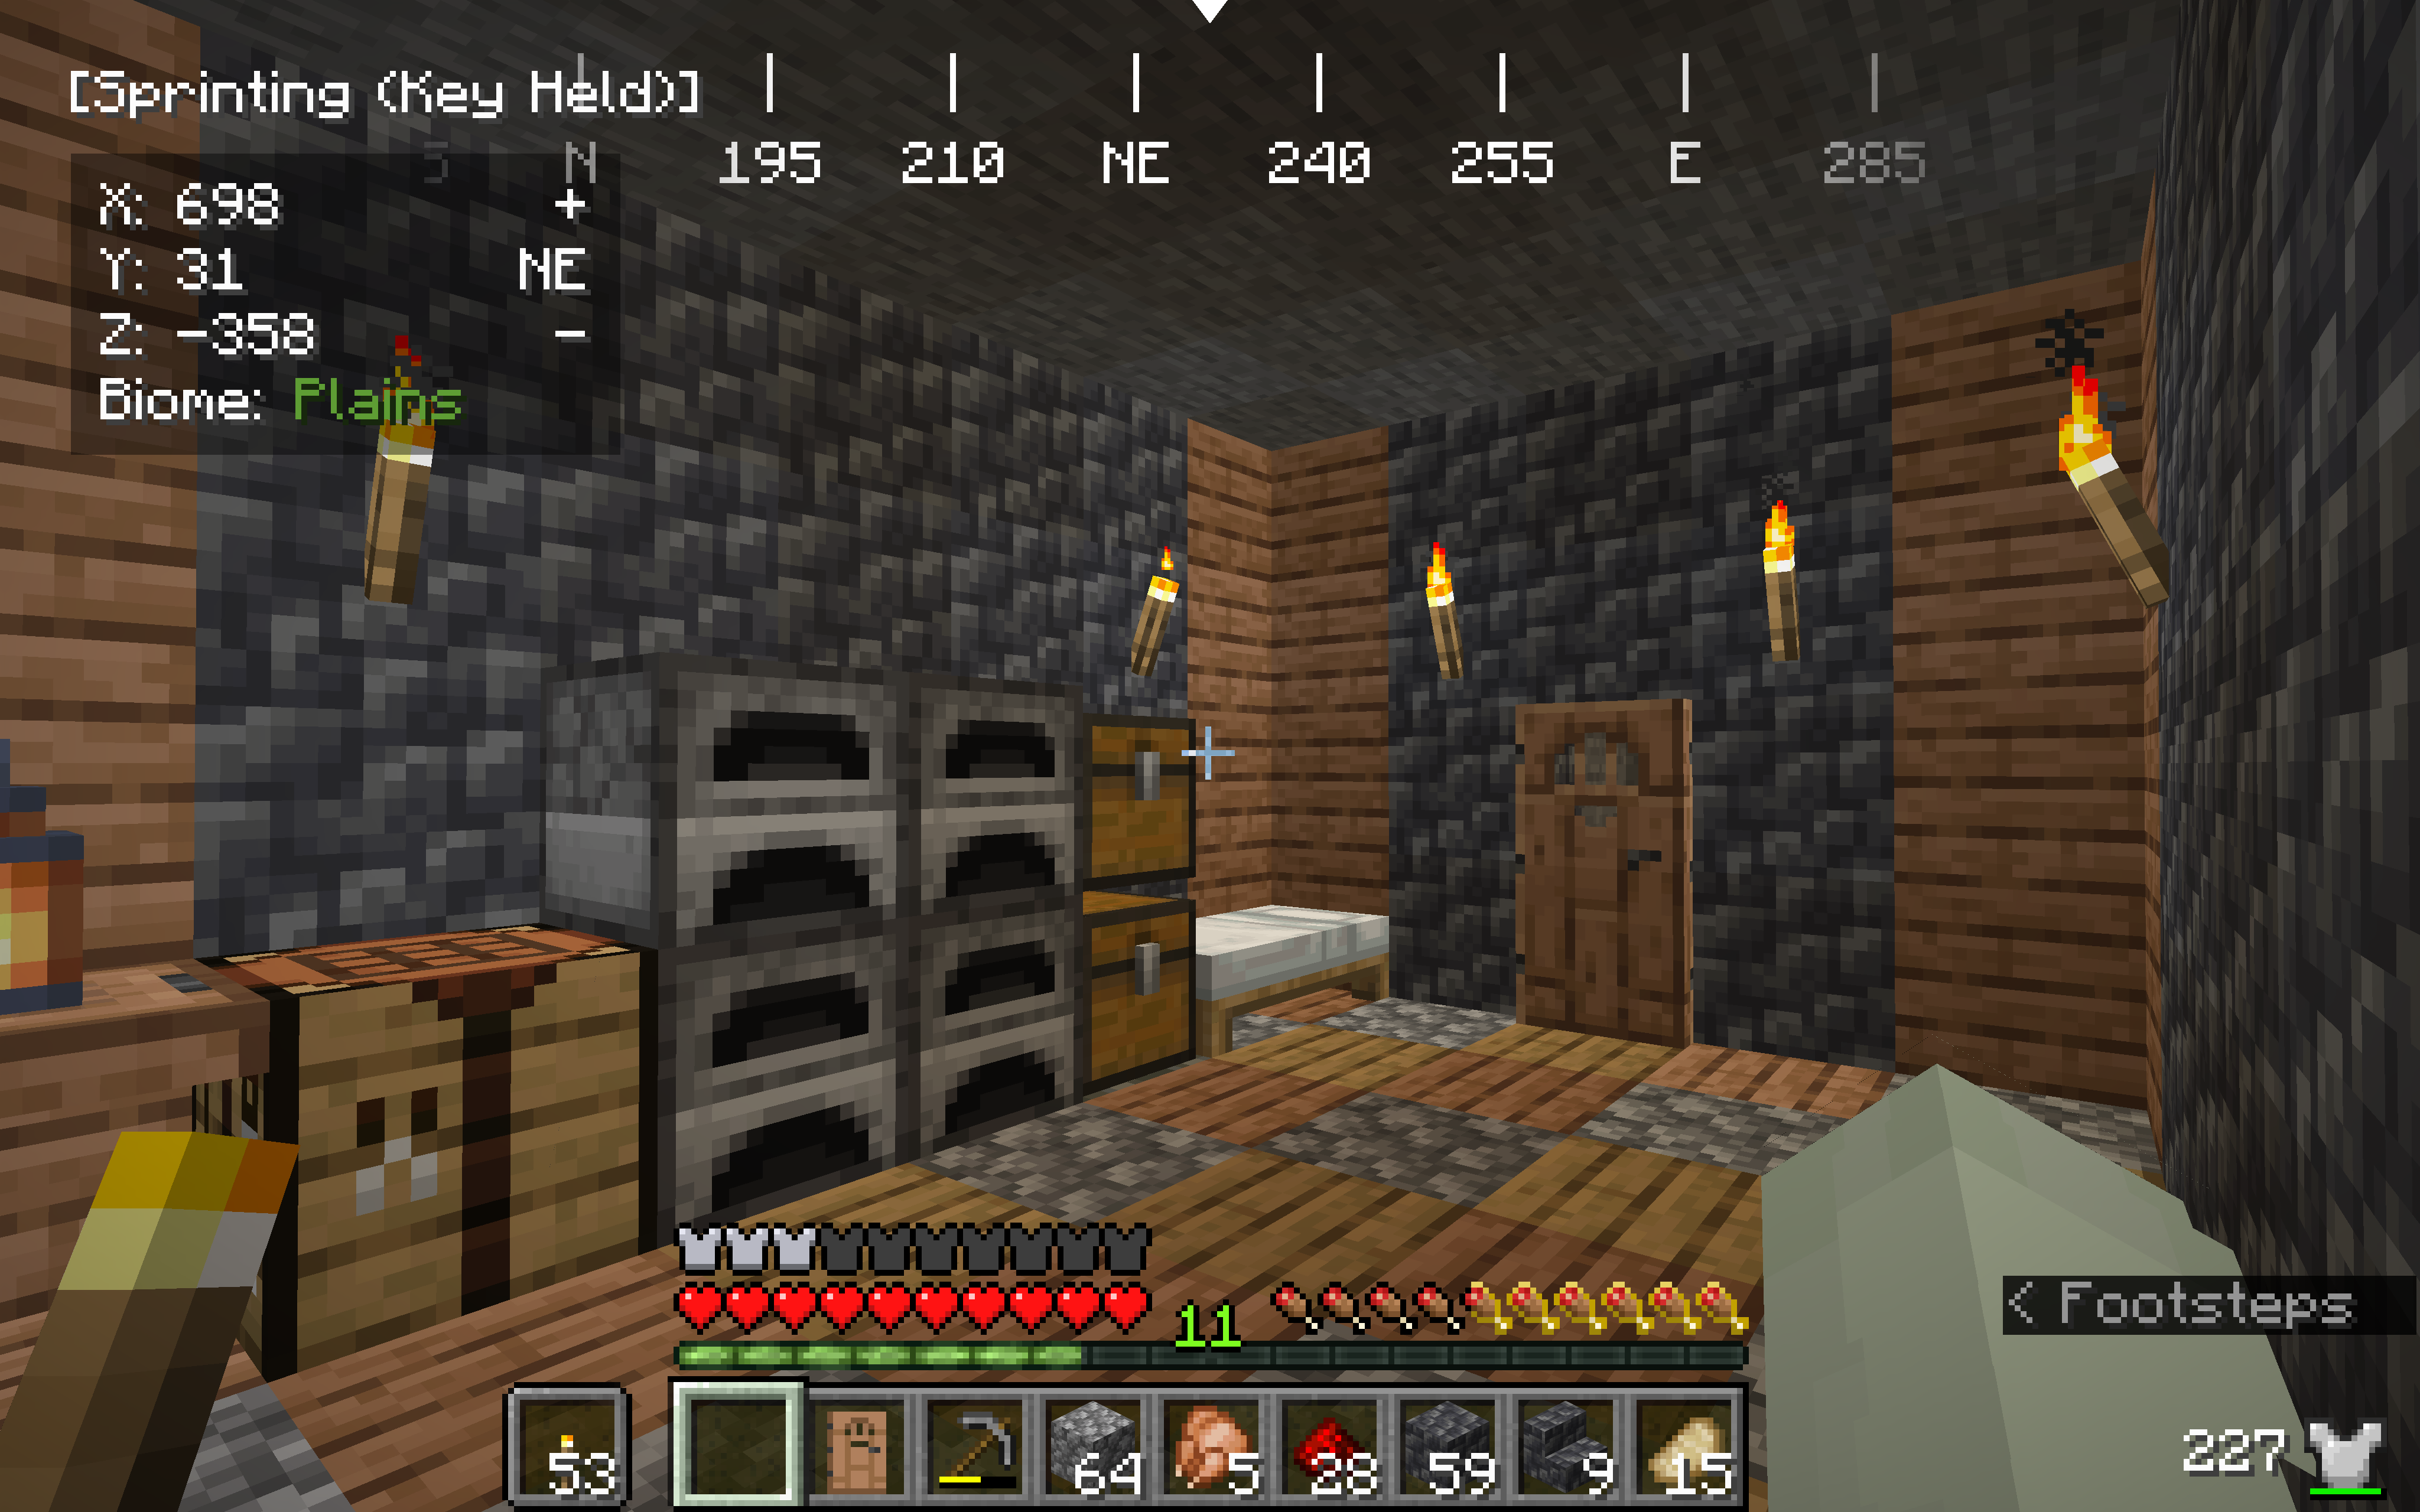 [Sprinting (Key Held)]
N 195 210 NE 240 255 E 285
X: 698 +
Y: 31 NE
Z: -358 -
Biome: Plains
11
< Footsteps
53 64 5 28 59 9 15
227